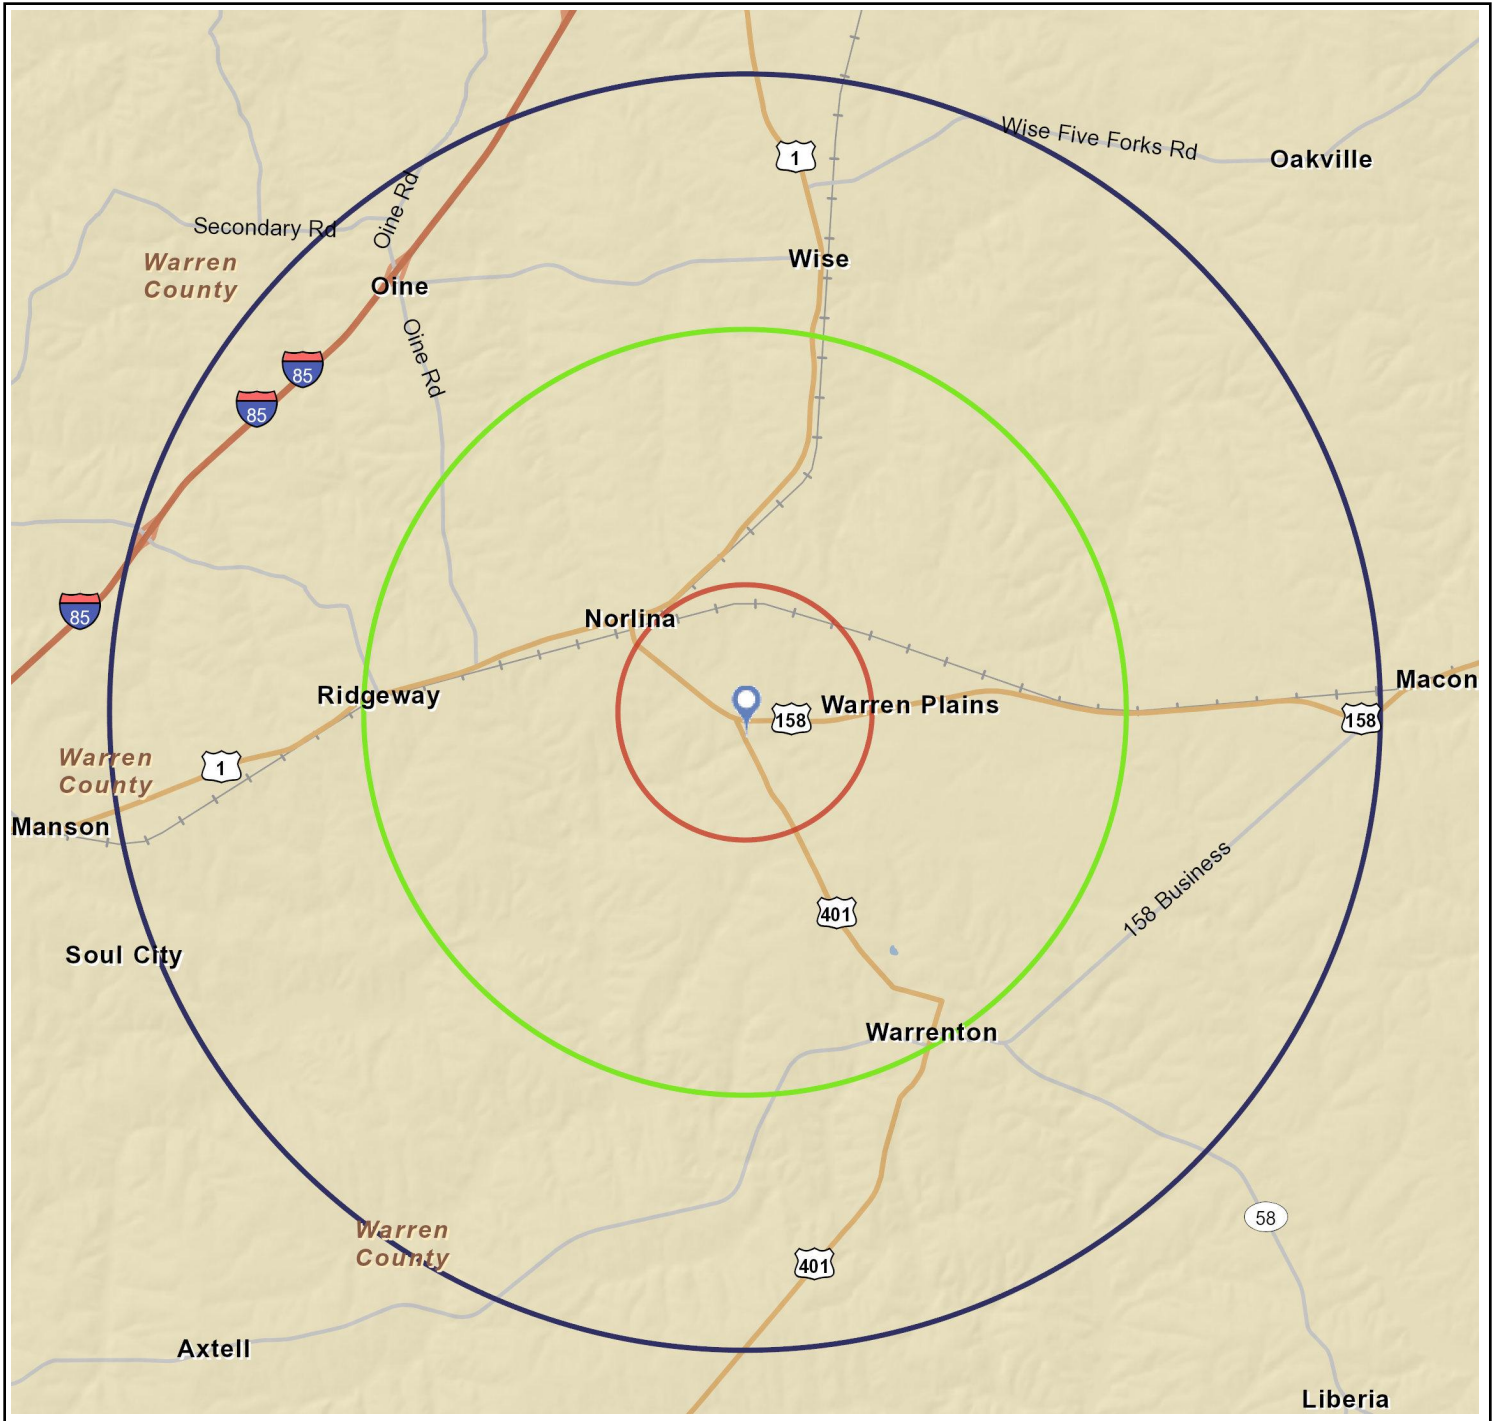 Wise Five Forks Rd
1
Oakville
Oine Rd
Secondary Rd
Warren
County
Wise
Oine
Oine Rd
85
85
85
Norlina
Ridgeway
Warren Plains
158
Macon
158
Warren
County
1
Manson
158 Business
401
Soul City
Warrenton
58
Warren
County
401
Axtell
Liberia